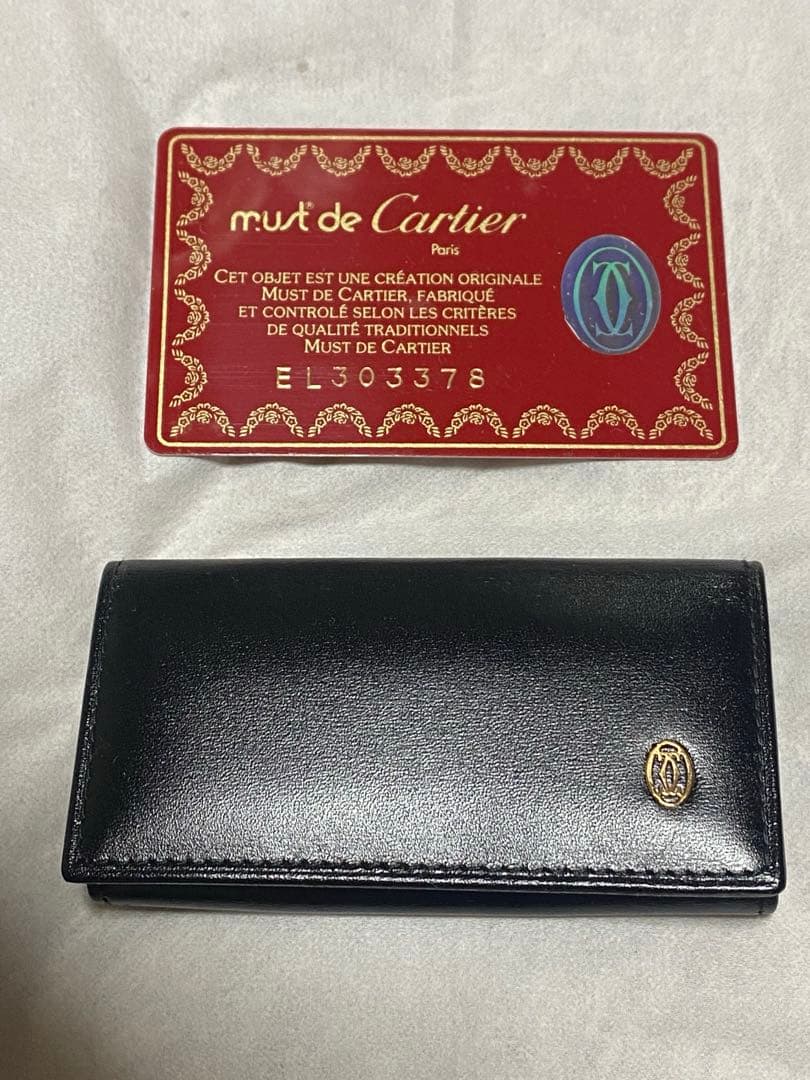 must® de Cartier
Paris
CET OBJET EST UNE CRÉATION ORIGINALE
MUST DE CARTIER, FABRIQUÉ
ET CONTROLÉ SELON LES CRITÈRES
DE QUALITÉ TRADITIONNELS
MUST DE CARTIER
EL303378